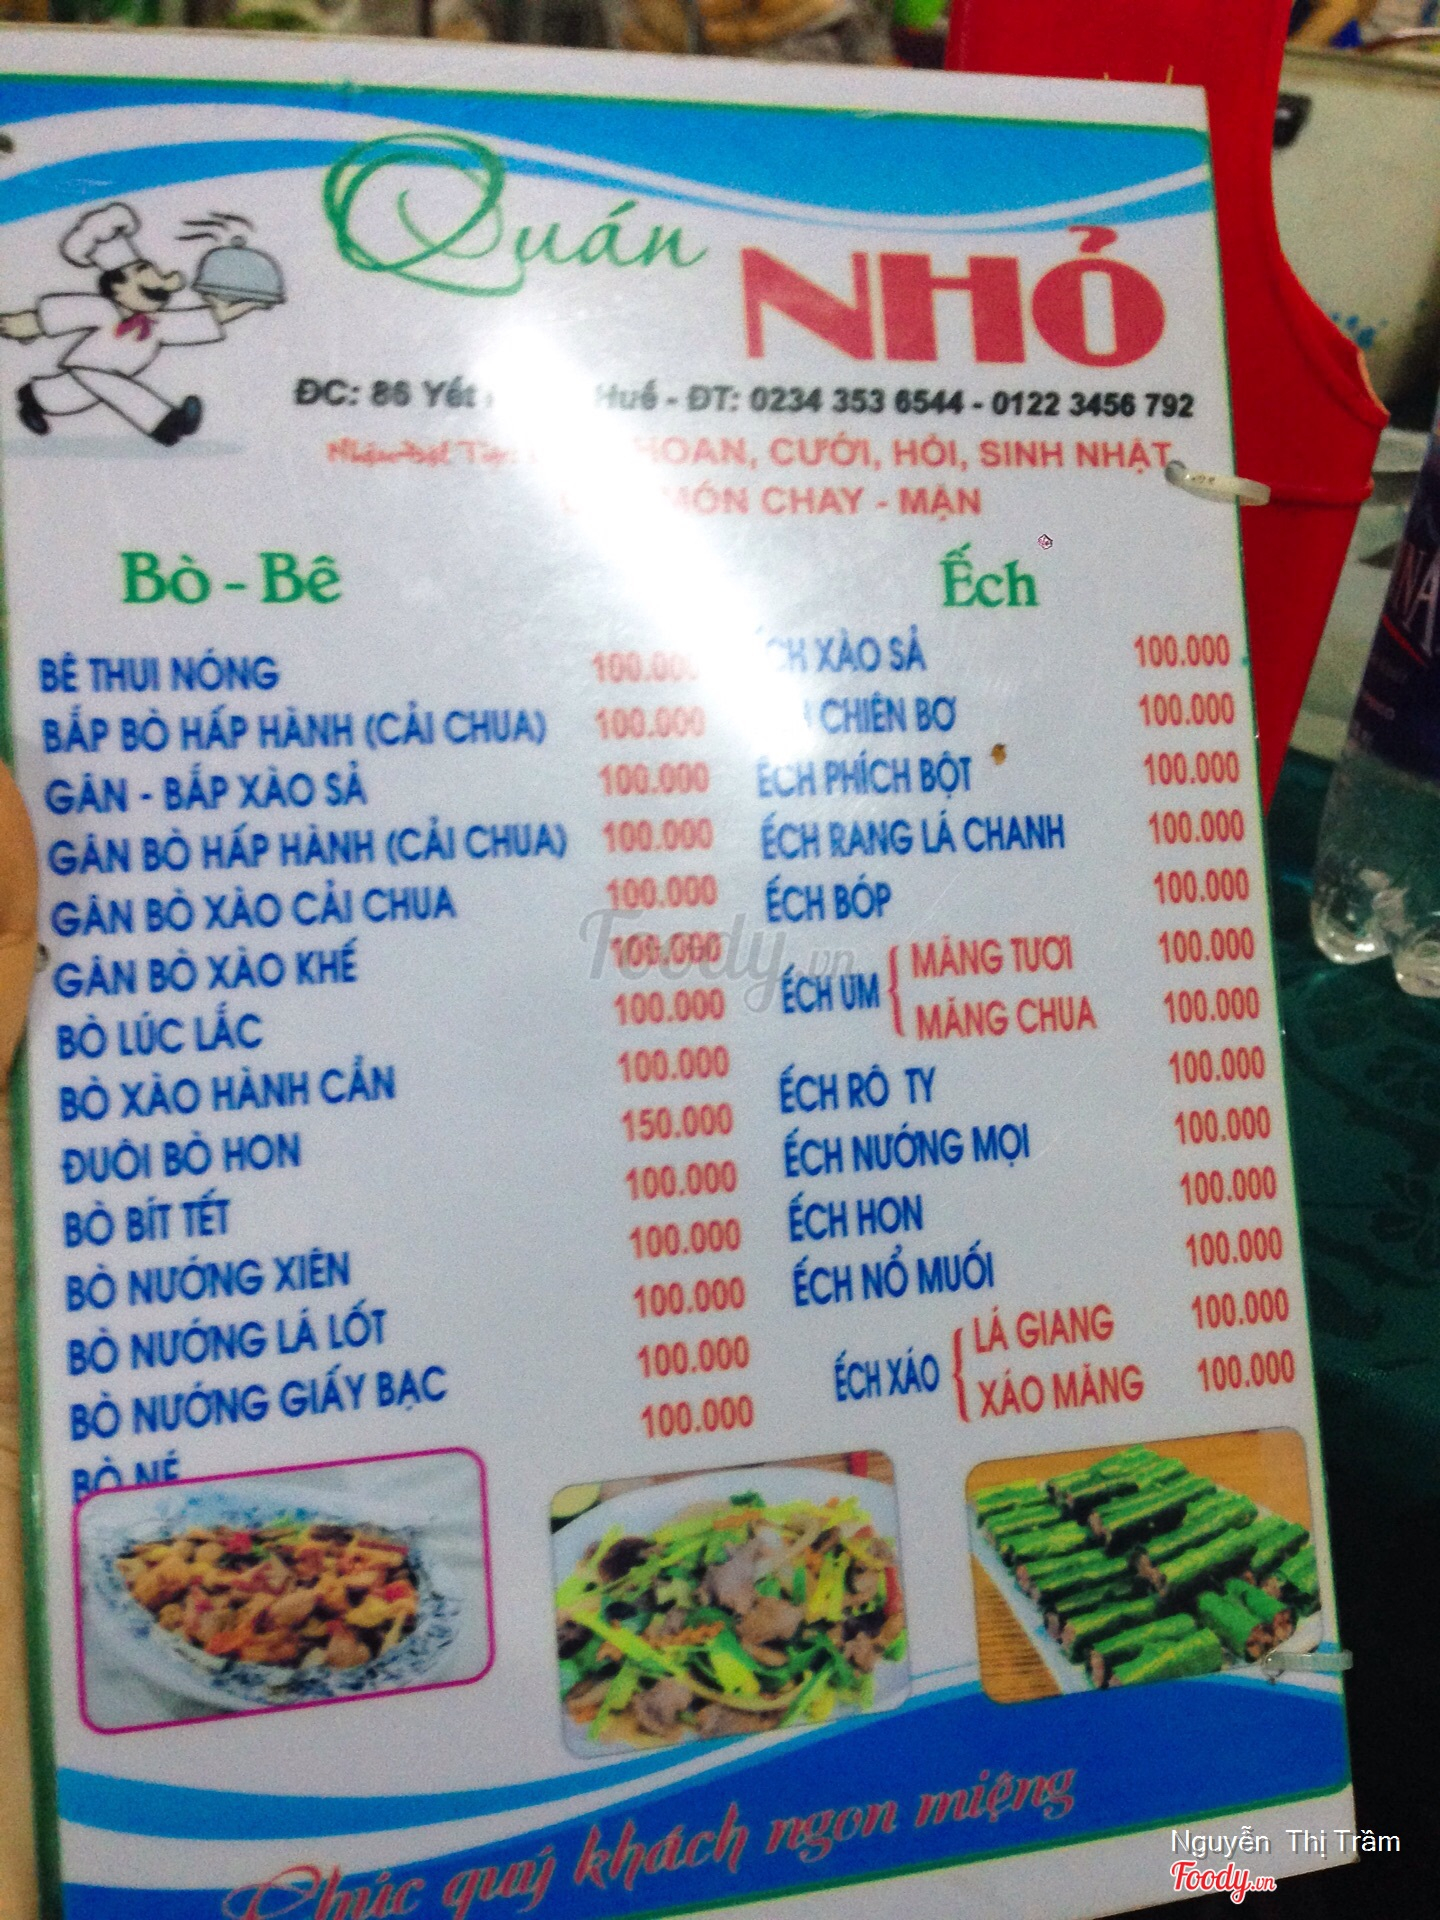 Quán
NHỎ
ĐC: 86 Yết Huế - ĐT: 0234 353 6544 - 0122 3456 792
HOAN, CƯỚI, HỎI, SINH NHẬT
MÓN CHAY - MẶN
Bò - Bê
BÊ THUI NÓNG 100.000
BẮP BÒ HẤP HÀNH (CẢI CHUA) 100.000
GÂN - BẮP XÀO SẢ 100.000
GÂN BÒ HẤP HÀNH (CẢI CHUA) 100.000
GÂN BÒ XÀO CẢI CHUA 100.000
GÂN BÒ XÀO KHẾ 100.000
BÒ LÚC LẮC 100.000
BÒ XÀO HÀNH CẦN 100.000
ĐUÔI BÒ HON 150.000
BÒ BÍT TẾT 100.000
BÒ NƯỚNG XIÊN 100.000
BÒ NƯỚNG LÁ LỐT 100.000
BÒ NƯỚNG GIẤY BẠC 100.000
BÒ NÉ 100.000
Ếch
ẾCH XÀO SẢ 100.000
CHIÊN BƠ 100.000
ẾCH PHÍCH BỘT 100.000
ẾCH RANG LÁ CHANH 100.000
ẾCH BÓP 100.000
ẾCH UM MĂNG TƯƠI 100.000
MĂNG CHUA 100.000
ẾCH RÔ TY 100.000
ẾCH NƯỚNG MỌI 100.000
ẾCH HON 100.000
ẾCH NỔ MUỐI 100.000
ẾCH XÁO LÁ GIANG 100.000
XÁO MĂNG 100.000
Chúc quý khách ngon miệng
Foody.vn
Nguyễn Thị Trầm
Foody.vn